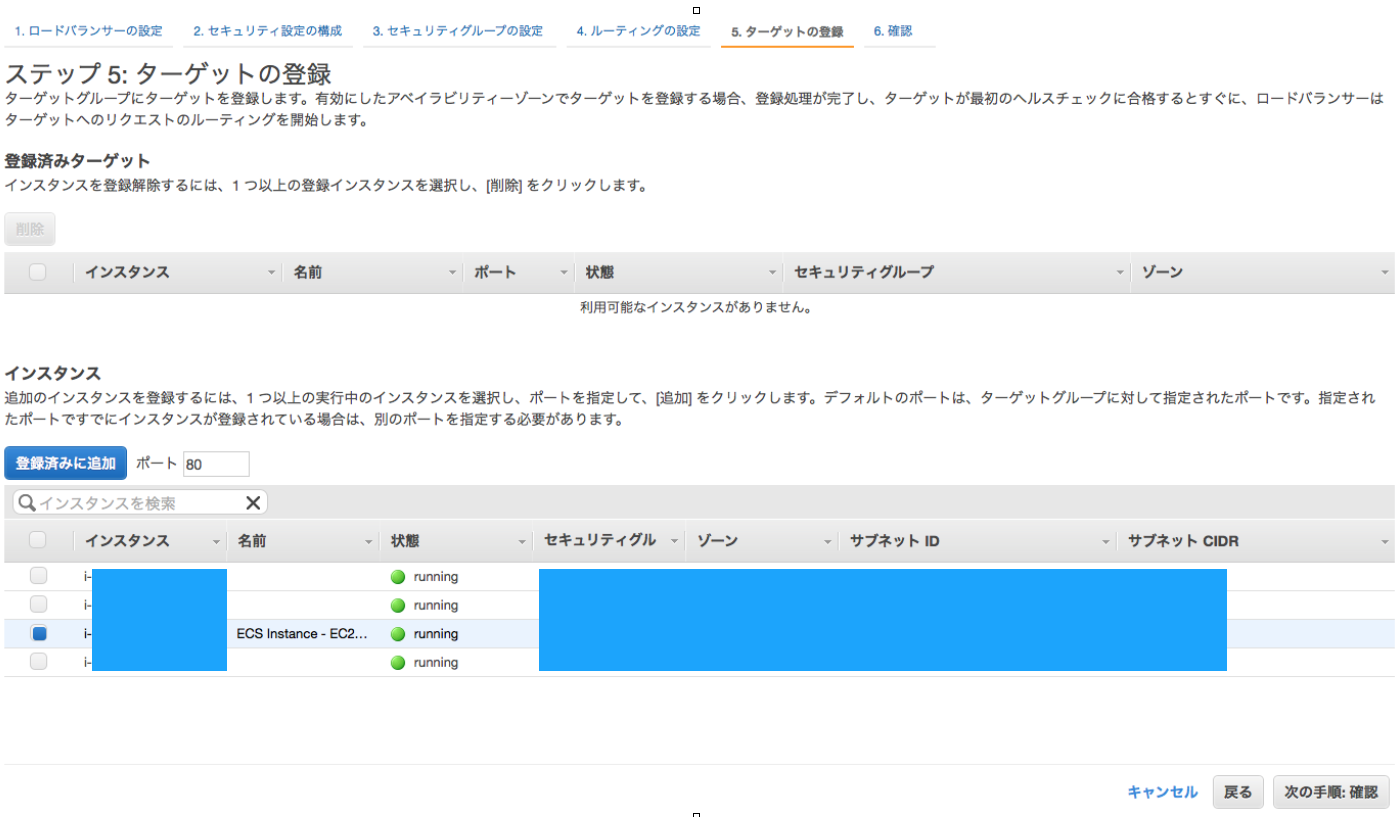 1. ロードバランサーの設定 2. セキュリティ設定の構成 3. セキュリティグループの設定 4. ルーティングの設定 5. ターゲットの登録 6. 確認
ステップ 5: ターゲットの登録
ターゲットグループにターゲットを登録します。有効にしたアベイラビリティーゾーンでターゲットを登録する場合、登録処理が完了し、ターゲットが最初のヘルスチェックに合格するとすぐに、ロードバランサーは
ターゲットへのリクエストのルーティングを開始します。
登録済みターゲット
インスタンスを登録解除するには、1 つ以上の登録インスタンスを選択し、[削除] をクリックします。
削除
インスタンス 名前 ポート 状態 セキュリティグループ ゾーン
利用可能なインスタンスがありません。
インスタンス
追加のインスタンスを登録するには、1 つ以上の実行中のインスタンスを選択し、ポートを指定して、[追加] をクリックします。デフォルトのポートは、ターゲットグループに対して指定されたポートです。指定され
たポートですでにインスタンスが登録されている場合は、別のポートを指定する必要があります。
登録済みに追加 ポート 80
インスタンスを検索
インスタンス 名前 状態 セキュリティグル ゾーン サブネット ID サブネット CIDR
i- running
i- running
i- ECS Instance - EC2... running
i- running
キャンセル 戻る 次の手順: 確認